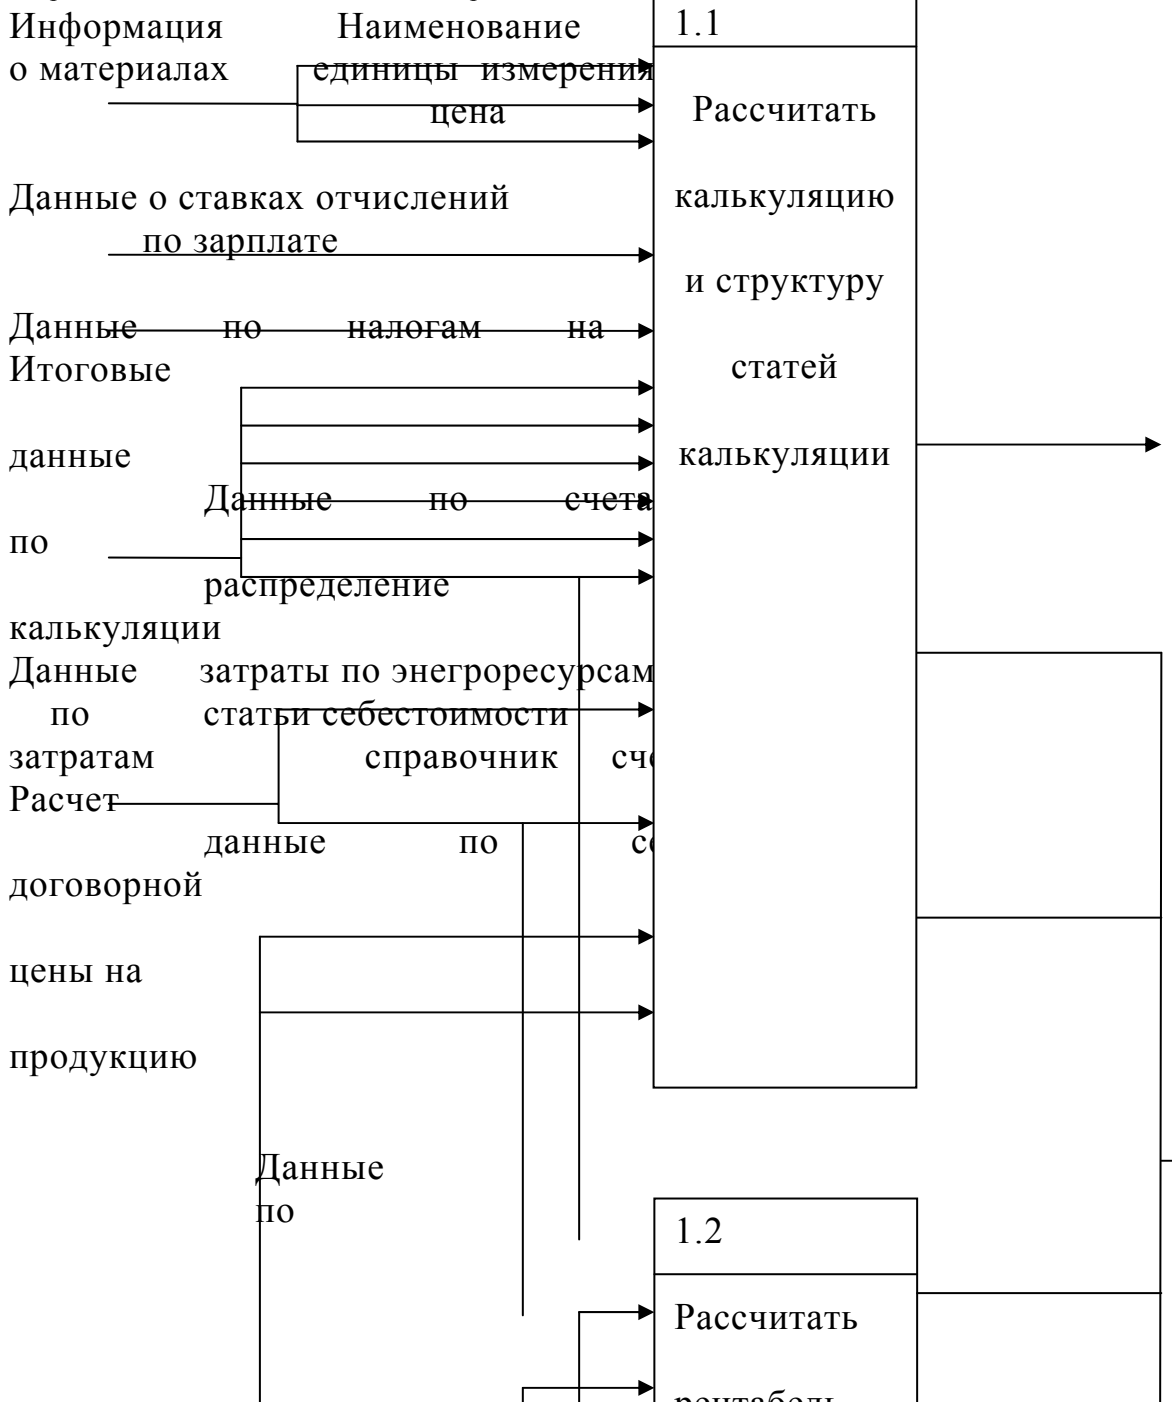 Информация Наименование
о материалах единицы измерения
цена
Данные о ставках отчислений
по зарплате
Данные по налогам на
Итоговые
данные
Данные по счета
по
распределение
калькуляции
Данные затраты по энегроресурсам
по статьи себестоимости
затратам справочник
Расчет
данные по
договорной
цены на
продукцию
Данные
по
1.1
Рассчитать
калькуляцию
и структуру
статей
калькуляции
1.2
Рассчитать